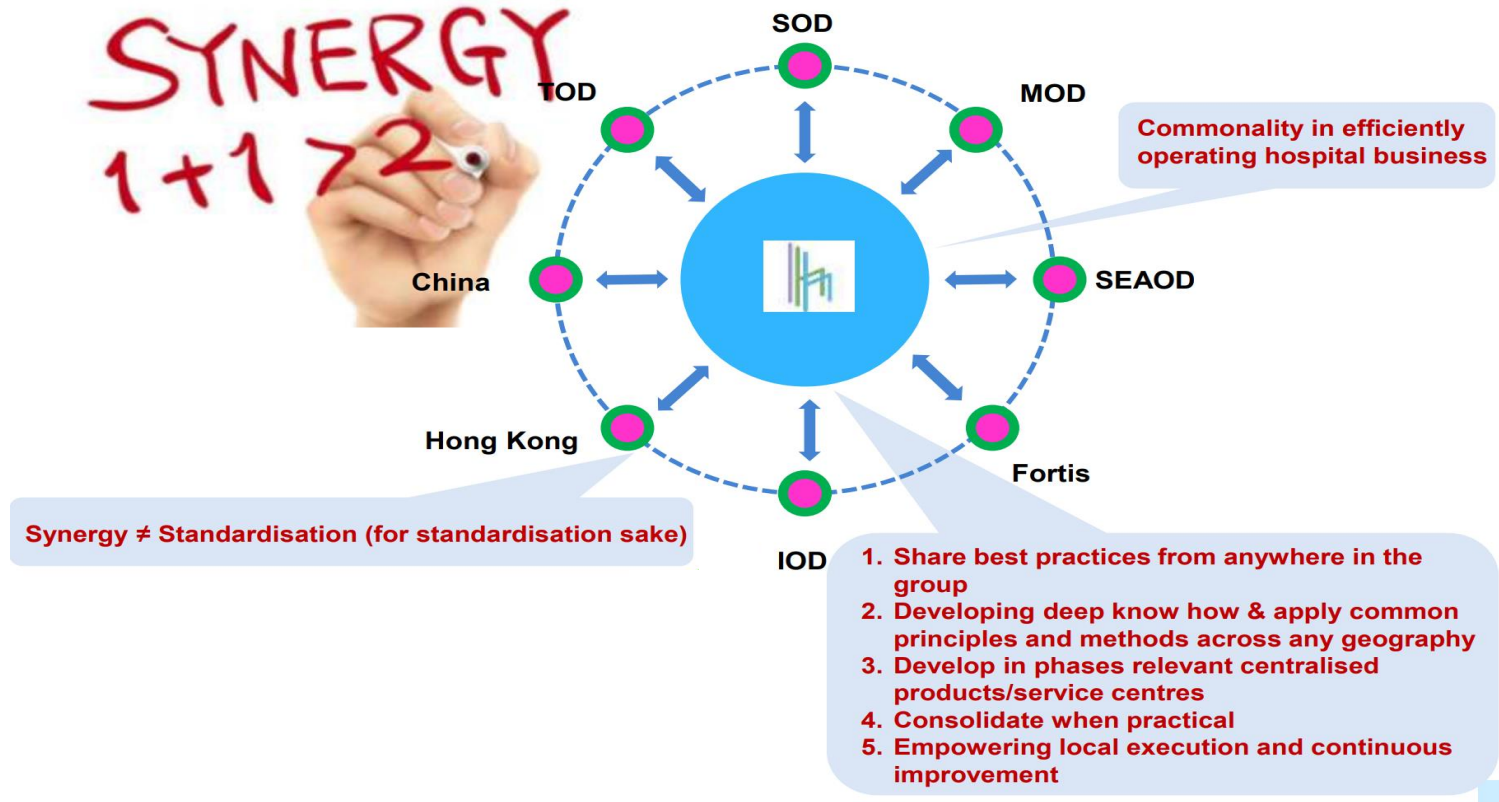 SYNERGY
1+1>2
SOD
TOD
MOD
Commonality in efficiently
operating hospital business
China
SEAOD
Hong Kong
Fortis
Synergy ≠ Standardisation (for standardisation sake)
IOD
1. Share best practices from anywhere in the
group
2. Developing deep know how & apply common
principles and methods across any geography
3. Develop in phases relevant centralised
products/service centres
4. Consolidate when practical
5. Empowering local execution and continuous
improvement